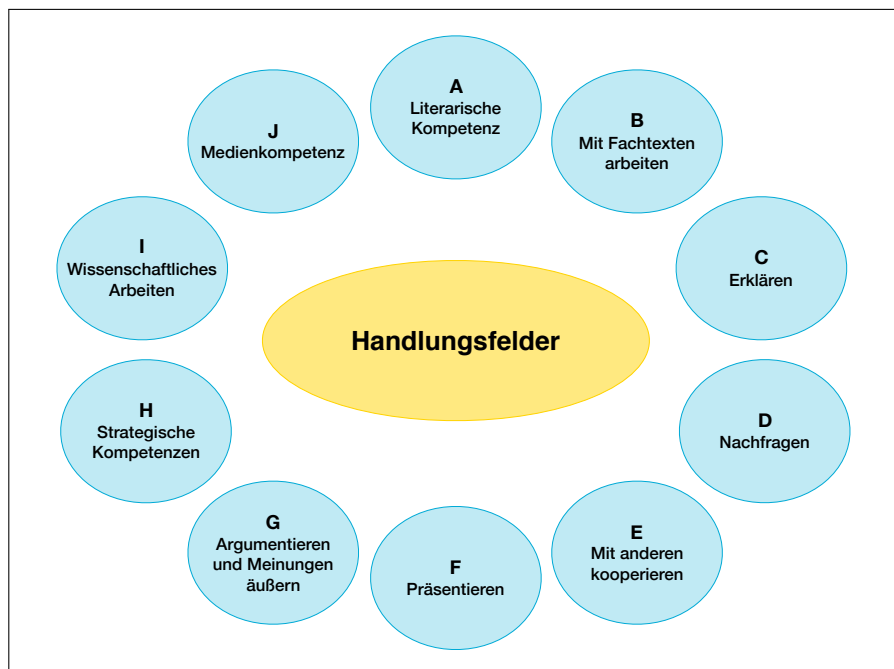 A
Literarische
Kompetenz
B
Mit Fachtexten
arbeiten
C
Erklären
D
Nachfragen
E
Mit anderen
kooperieren
F
Präsentieren
G
Argumentieren
und Meinungen
äußern
H
Strategische
Kompetenzen
I
Wissenschaftliches
Arbeiten
J
Medienkompetenz
Handlungsfelder